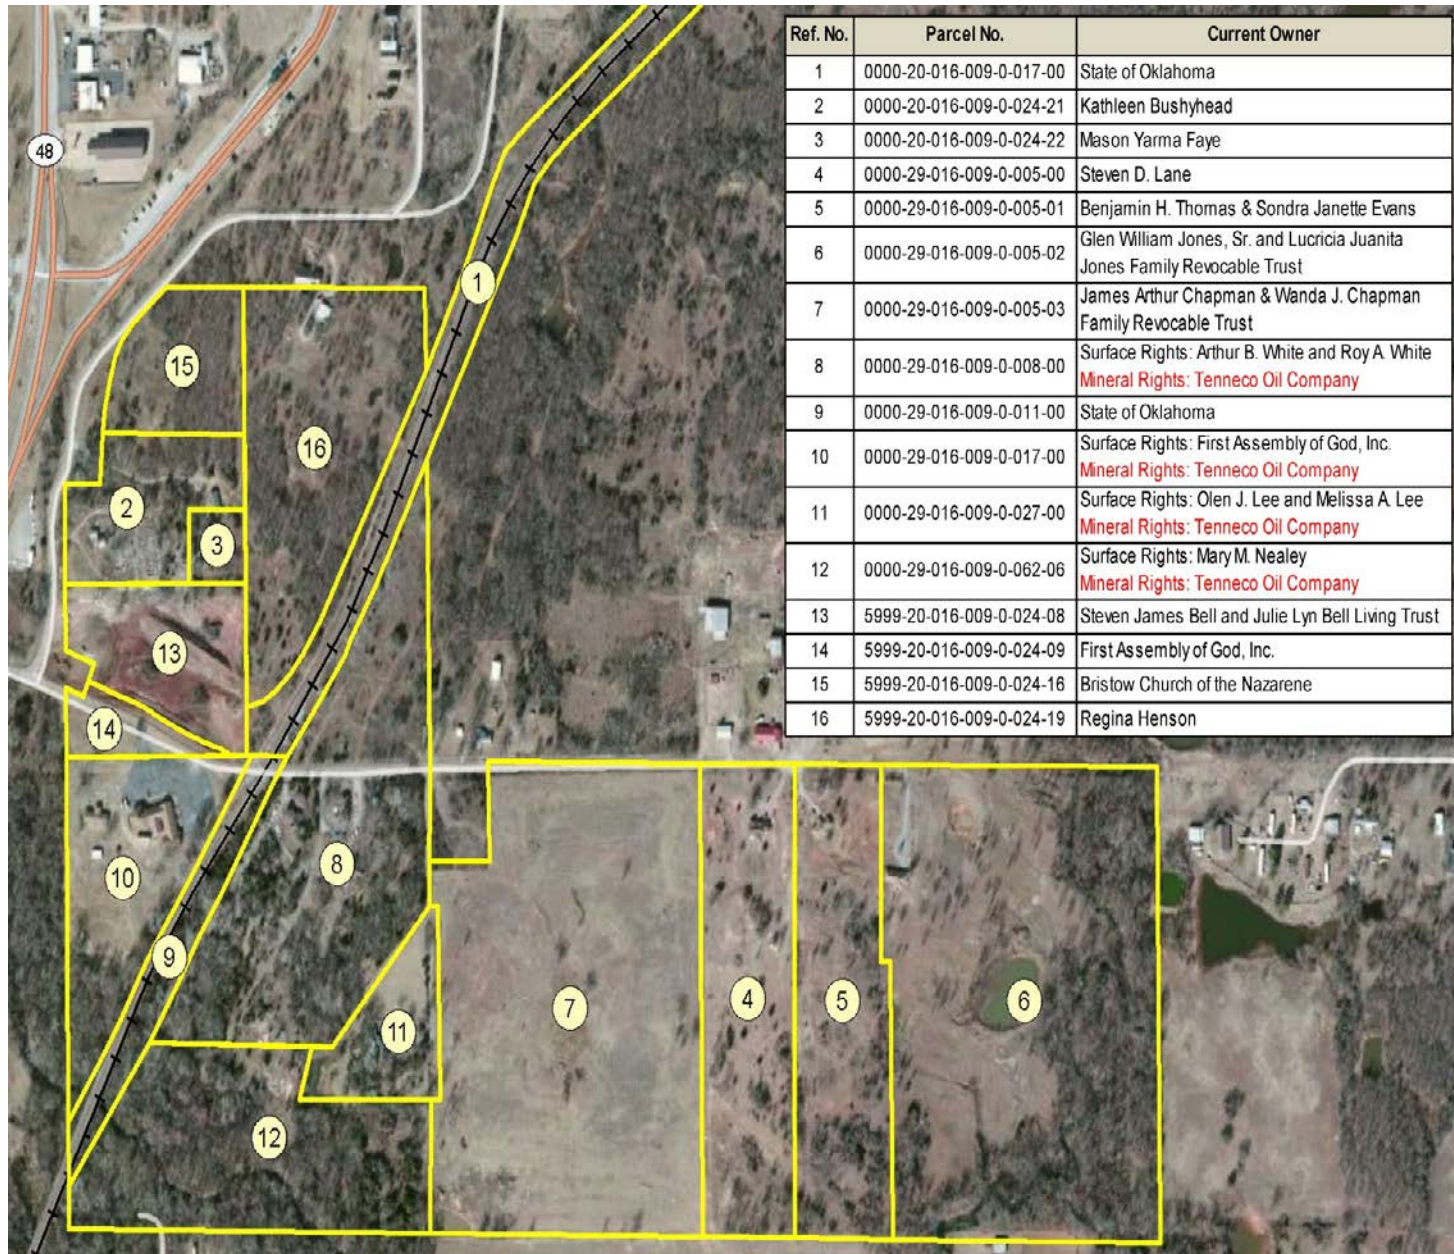 Ref. No. Parcel No. Current Owner
1 0000-20-016-009-0-017-00 State of Oklahoma
2 0000-20-016-009-0-024-21 Kathleen Bushyhead
3 0000-20-016-009-0-024-22 Mason Yarma Faye
4 0000-29-016-009-0-005-00 Steven D. Lane
5 0000-29-016-009-0-005-01 Benjamin H. Thomas & Sondra Janette Evans
6 0000-29-016-009-0-005-02 Glen William Jones, Sr. and Lucricia Juanita
Jones Family Revocable Trust
7 0000-29-016-009-0-005-03 James Arthur Chapman & Wanda J. Chapman
Family Revocable Trust
8 0000-29-016-009-0-008-00 Surface Rights: Arthur B. White and Roy A. White
Mineral Rights: Tenneco Oil Company
9 0000-29-016-009-0-011-00 State of Oklahoma
10 0000-29-016-009-0-017-00 Surface Rights: First Assembly of God, Inc.
Mineral Rights: Tenneco Oil Company
11 0000-29-016-009-0-027-00 Surface Rights: Olen J. Lee and Melissa A. Lee
Mineral Rights: Tenneco Oil Company
12 0000-29-016-009-0-062-06 Surface Rights: Mary M. Nealey
Mineral Rights: Tenneco Oil Company
13 5999-20-016-009-0-024-08 Steven James Bell and Julie Lyn Bell Living Trust
14 5999-20-016-009-0-024-09 First Assembly of God, Inc.
15 5999-20-016-009-0-024-16 Bristow Church of the Nazarene
16 5999-20-016-009-0-024-19 Regina Henson
48
1
15
16
2
3
13
14
8
10
9
7
4
5
6
11
12